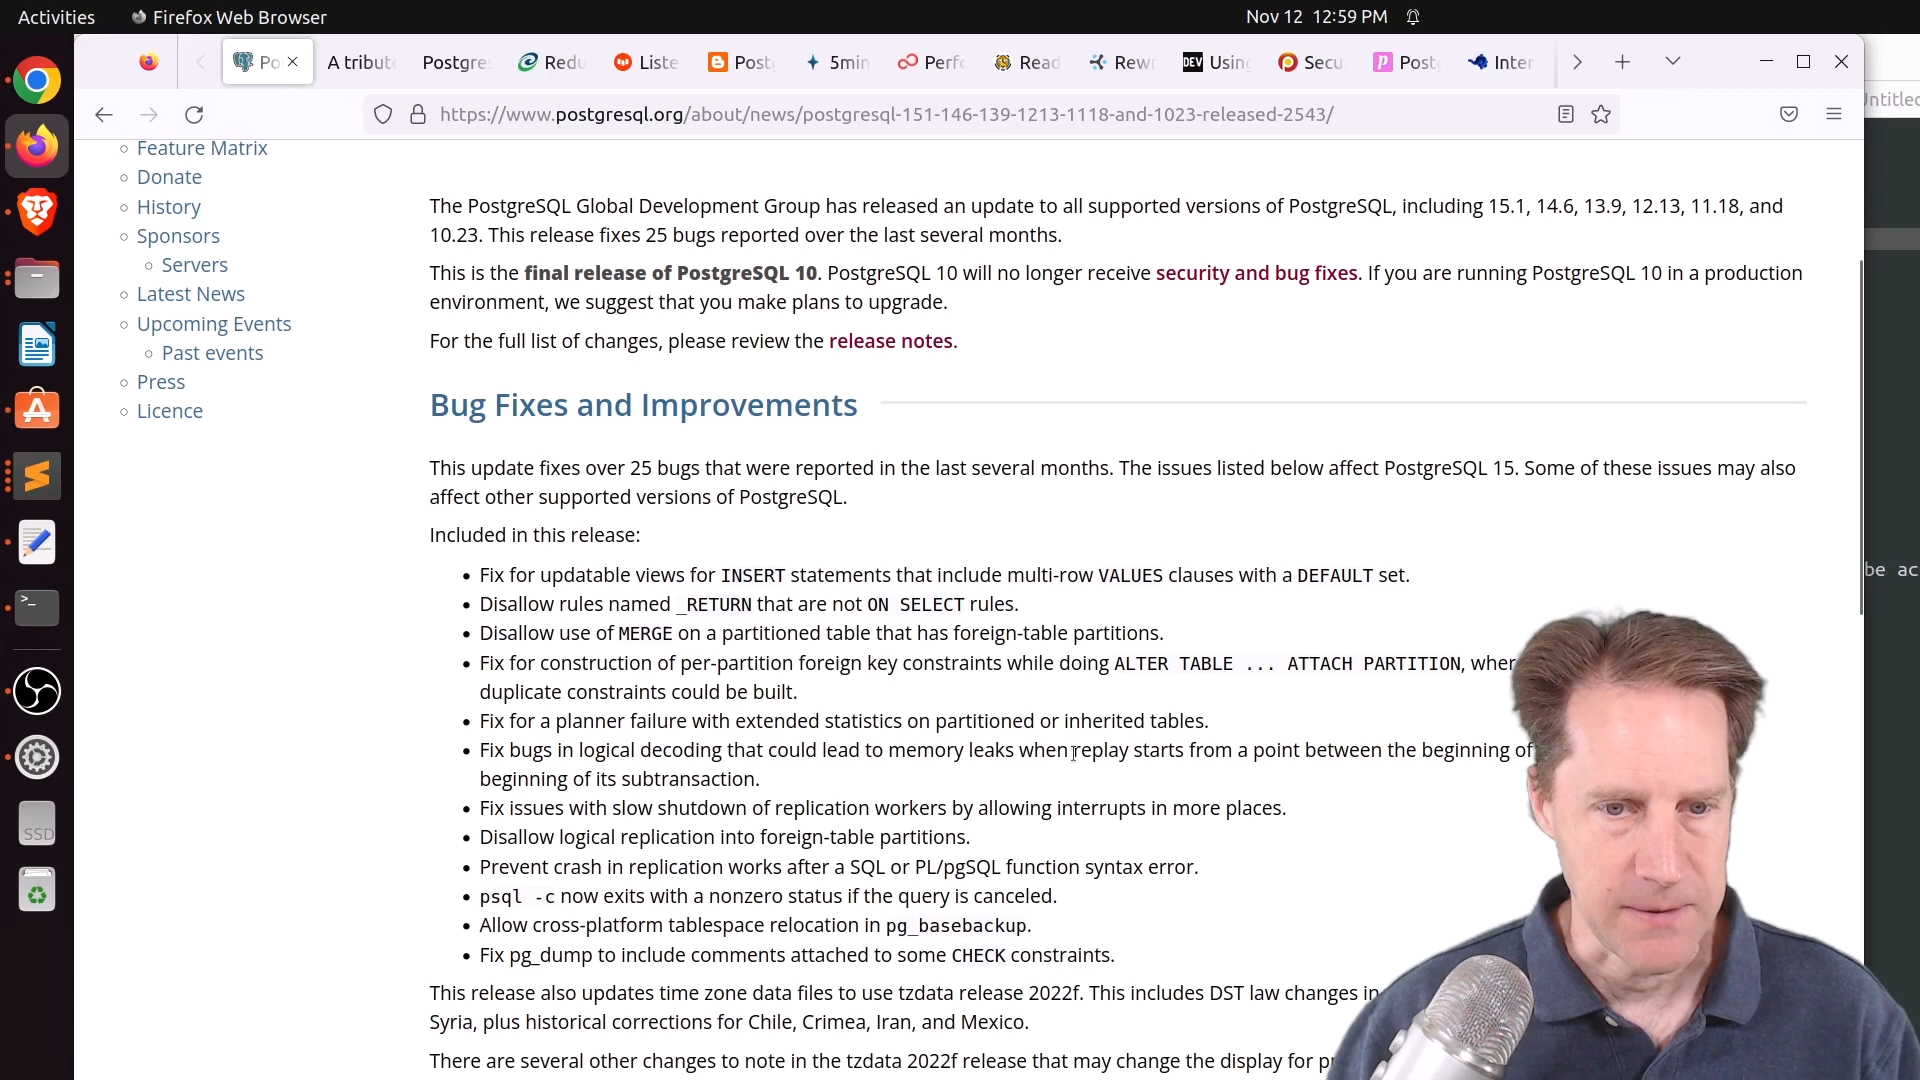 Activities
Firefox Web Browser
Nov 12 12:59 PM
Po
A tribut
Postgre
Redu
Liste
Post
5min
Perfo
Read
Rewr
DEV
Using
Secu
Post
Inter
https://www.postgresql.org/about/news/postgresql-151-146-139-1213-1118-and-1023-released-2543/
Untitled
Feature Matrix
Donate
History
Sponsors
Servers
Latest News
Upcoming Events
Past events
Press
Licence
The PostgreSQL Global Development Group has released an update to all supported versions of PostgreSQL, including 15.1, 14.6, 13.9, 12.13, 11.18, and
10.23. This release fixes 25 bugs reported over the last several months.
This is the final release of PostgreSQL 10. PostgreSQL 10 will no longer receive security and bug fixes. If you are running PostgreSQL 10 in a production
environment, we suggest that you make plans to upgrade.
For the full list of changes, please review the release notes.
Bug Fixes and Improvements
This update fixes over 25 bugs that were reported in the last several months. The issues listed below affect PostgreSQL 15. Some of these issues may also
affect other supported versions of PostgreSQL.
Included in this release:
Fix for updatable views for INSERT statements that include multi-row VALUES clauses with a DEFAULT set.
Disallow rules named _RETURN that are not ON SELECT rules.
Disallow use of MERGE on a partitioned table that has foreign-table partitions.
Fix for construction of per-partition foreign key constraints while doing ALTER TABLE ... ATTACH PARTITION, wher
duplicate constraints could be built.
Fix for a planner failure with extended statistics on partitioned or inherited tables.
Fix bugs in logical decoding that could lead to memory leaks when replay starts from a point between the beginning of
beginning of its subtransaction.
Fix issues with slow shutdown of replication workers by allowing interrupts in more places.
Disallow logical replication into foreign-table partitions.
Prevent crash in replication works after a SQL or PL/pgSQL function syntax error.
psql -c now exits with a nonzero status if the query is canceled.
Allow cross-platform tablespace relocation in pg_basebackup.
Fix pg_dump to include comments attached to some CHECK constraints.
This release also updates time zone data files to use tzdata release 2022f. This includes DST law changes in
Syria, plus historical corrections for Chile, Crimea, Iran, and Mexico.
There are several other changes to note in the tzdata 2022f release that may change the display for pr
be ac
SSD